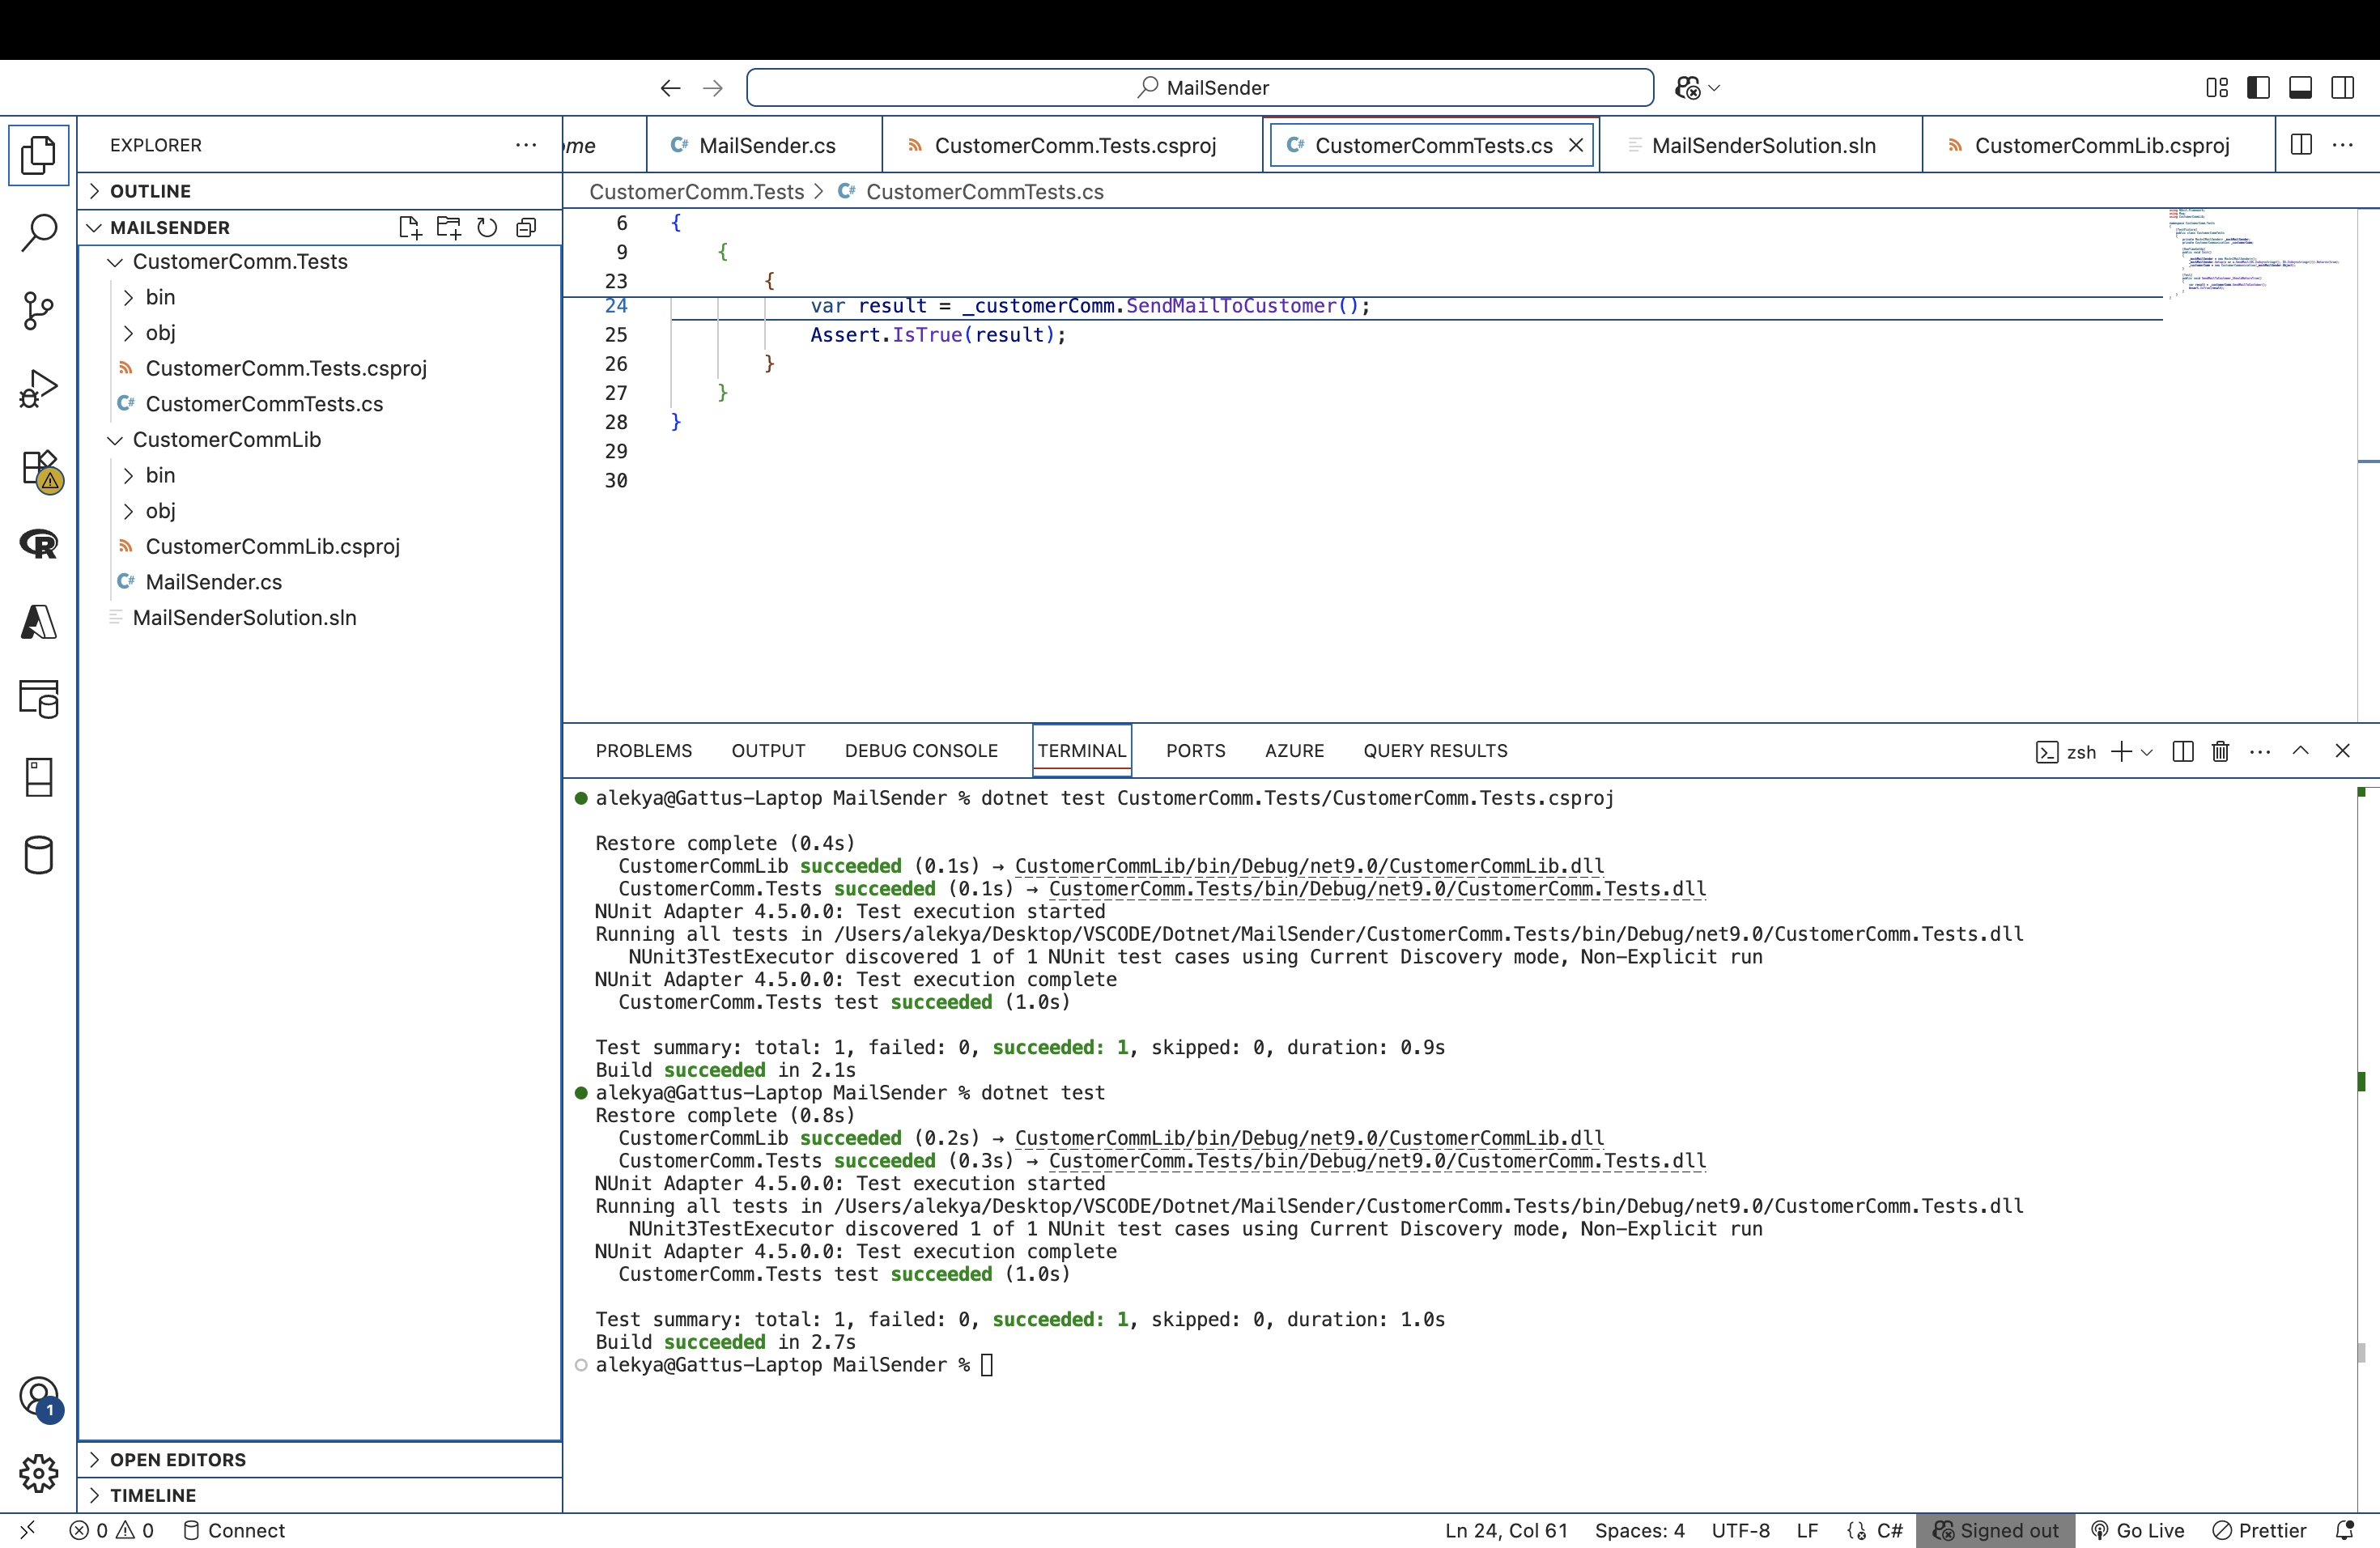 MailSender
EXPLORER
OUTLINE
MAILSENDER
CustomerComm.Tests
bin
obj
CustomerComm.Tests.csproj
CustomerCommTests.cs
CustomerCommLib
bin
obj
CustomerCommLib.csproj
MailSender.cs
MailSenderSolution.sln
OPEN EDITORS
TIMELINE
ome
MailSender.cs
CustomerComm.Tests.csproj
CustomerCommTests.cs
MailSenderSolution.sln
CustomerCommLib.csproj
CustomerComm.Tests > CustomerCommTests.cs
6 {
9 {
23 {
24 var result = _customerComm.SendMailToCustomer();
25 Assert.IsTrue(result);
26 }
27 }
28 }
29
30
PROBLEMS OUTPUT DEBUG CONSOLE TERMINAL PORTS AZURE QUERY RESULTS
zsh
alekya@Gattus-Laptop MailSender % dotnet test CustomerComm.Tests/CustomerComm.Tests.csproj
Restore complete (0.4s)
CustomerCommLib succeeded (0.1s) → CustomerCommLib/bin/Debug/net9.0/CustomerCommLib.dll
CustomerComm.Tests succeeded (0.1s) → CustomerComm.Tests/bin/Debug/net9.0/CustomerComm.Tests.dll
NUnit Adapter 4.5.0.0: Test execution started
Running all tests in /Users/alekya/Desktop/VSCODE/Dotnet/MailSender/CustomerComm.Tests/bin/Debug/net9.0/CustomerComm.Tests.dll
NUnit3TestExecutor discovered 1 of 1 NUnit test cases using Current Discovery mode, Non-Explicit run
NUnit Adapter 4.5.0.0: Test execution complete
CustomerComm.Tests test succeeded (1.0s)
Test summary: total: 1, failed: 0, succeeded: 1, skipped: 0, duration: 0.9s
Build succeeded in 2.1s
alekya@Gattus-Laptop MailSender % dotnet test
Restore complete (0.8s)
CustomerCommLib succeeded (0.2s) → CustomerCommLib/bin/Debug/net9.0/CustomerCommLib.dll
CustomerComm.Tests succeeded (0.3s) → CustomerComm.Tests/bin/Debug/net9.0/CustomerComm.Tests.dll
NUnit Adapter 4.5.0.0: Test execution started
Running all tests in /Users/alekya/Desktop/VSCODE/Dotnet/MailSender/CustomerComm.Tests/bin/Debug/net9.0/CustomerComm.Tests.dll
NUnit3TestExecutor discovered 1 of 1 NUnit test cases using Current Discovery mode, Non-Explicit run
NUnit Adapter 4.5.0.0: Test execution complete
CustomerComm.Tests test succeeded (1.0s)
Test summary: total: 1, failed: 0, succeeded: 1, skipped: 0, duration: 1.0s
Build succeeded in 2.7s
alekya@Gattus-Laptop MailSender %
1
0 0 Connect Ln 24, Col 61 Spaces: 4 UTF-8 LF C# Signed out Go Live Prettier